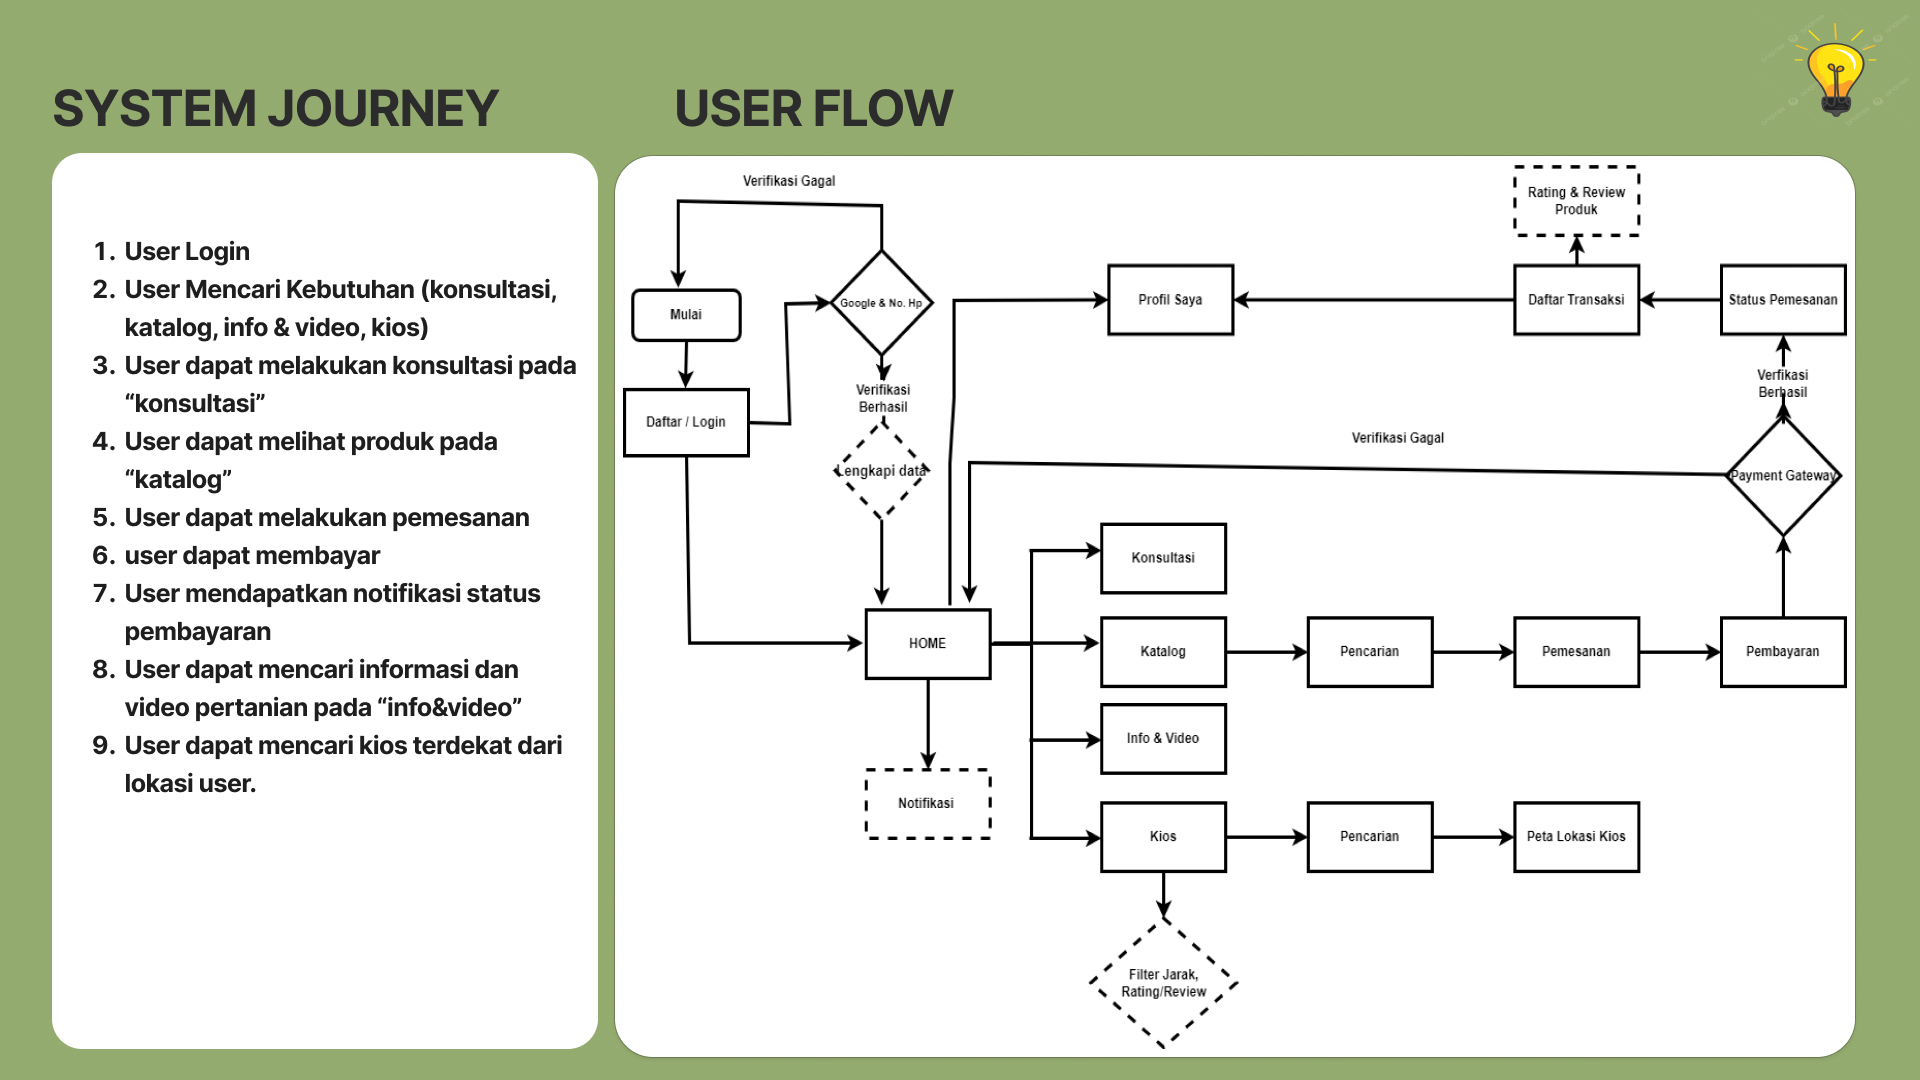 SYSTEM JOURNEY
1. User Login
2. User Mencari Kebutuhan (konsultasi,
katalog, info & video, kios)
3. User dapat melakukan konsultasi pada
“konsultasi”
4. User dapat melihat produk pada
“katalog”
5. User dapat melakukan pemesanan
6. user dapat membayar
7. User mendapatkan notifikasi status
pembayaran
8. User dapat mencari informasi dan
video pertanian pada “info&video”
9. User dapat mencari kios terdekat dari
lokasi user.
USER FLOW
Verifikasi Gagal
Rating & Review
Produk
Mulai
Google & No. Hp
Profil Saya
Daftar Transaksi
Status Pemesanan
Daftar / Login
Verifikasi
Berhasil
Verfikasi
Berhasil
Verifikasi Gagal
Lengkapi data
Payment Gateway
Konsultasi
HOME
Katalog
Pencarian
Pemesanan
Pembayaran
Info & Video
Notifikasi
Kios
Pencarian
Peta Lokasi Kios
Filter Jarak,
Rating/Review